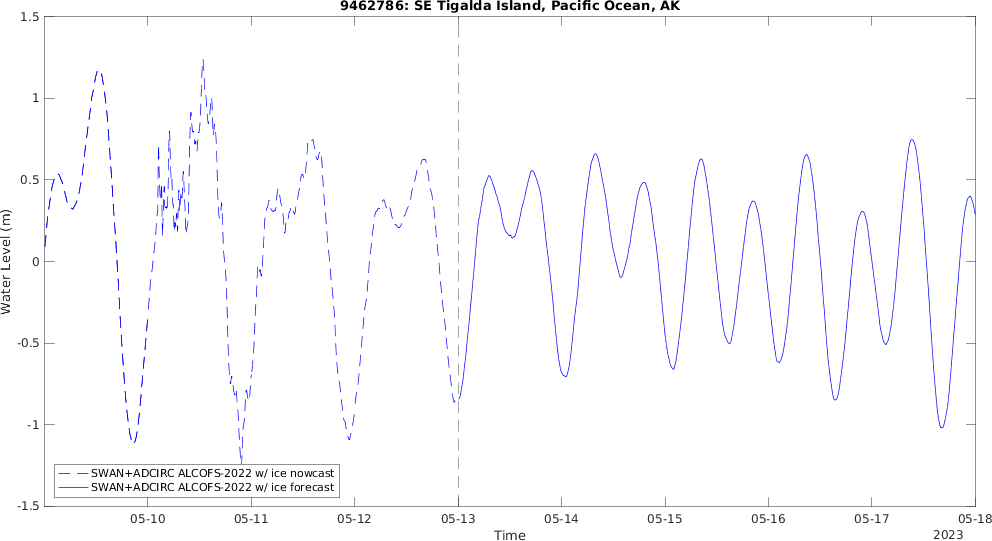 9462786: SE Tigalda Island, Pacific Ocean, AK
1.5
1
0.5
0
-0.5
-1
-1.5
Water Level (m)
SWAN+ADCIRC ALCOFS-2022 w/ ice nowcast
SWAN+ADCIRC ALCOFS-2022 w/ ice forecast
05-10 05-11 05-12 05-13 05-14 05-15 05-16 05-17 05-18
Time
2023